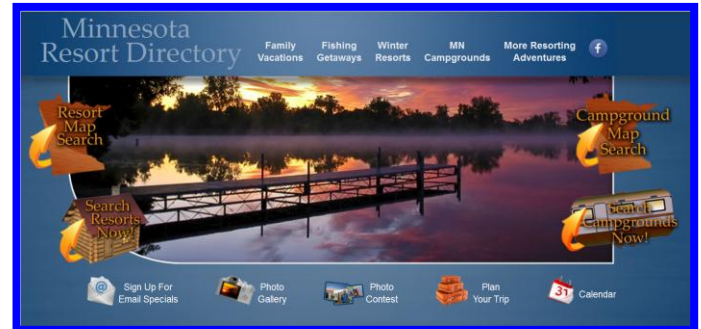 Minnesota
Resort Directory
Family
Vacations
Fishing
Getaways
Winter
Resorts
MN
Campgrounds
More Resorting
Adventures
f
Resort
Map
Search
Campground
Map
Search
Search
Resorts
Now!
Search
Campgrounds
Now!
@
Sign Up For
Email Specials
Photo
Gallery
Photo
Contest
Plan
Your Trip
31
Calendar